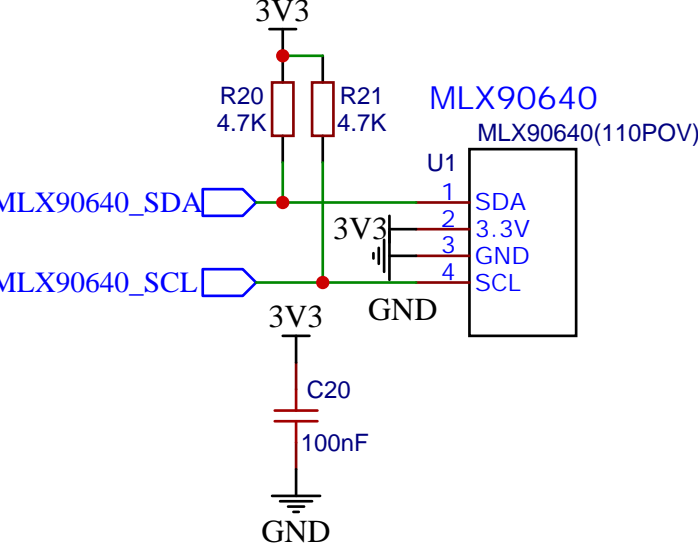 3V3
R20
4.7K
R21
4.7K
MLX90640
MLX90640(110POV)
U1
MLX90640_SDA
1 SDA
3V3
2 3.3V
3 GND
MLX90640_SCL
4 SCL
GND
3V3
C20
100nF
GND